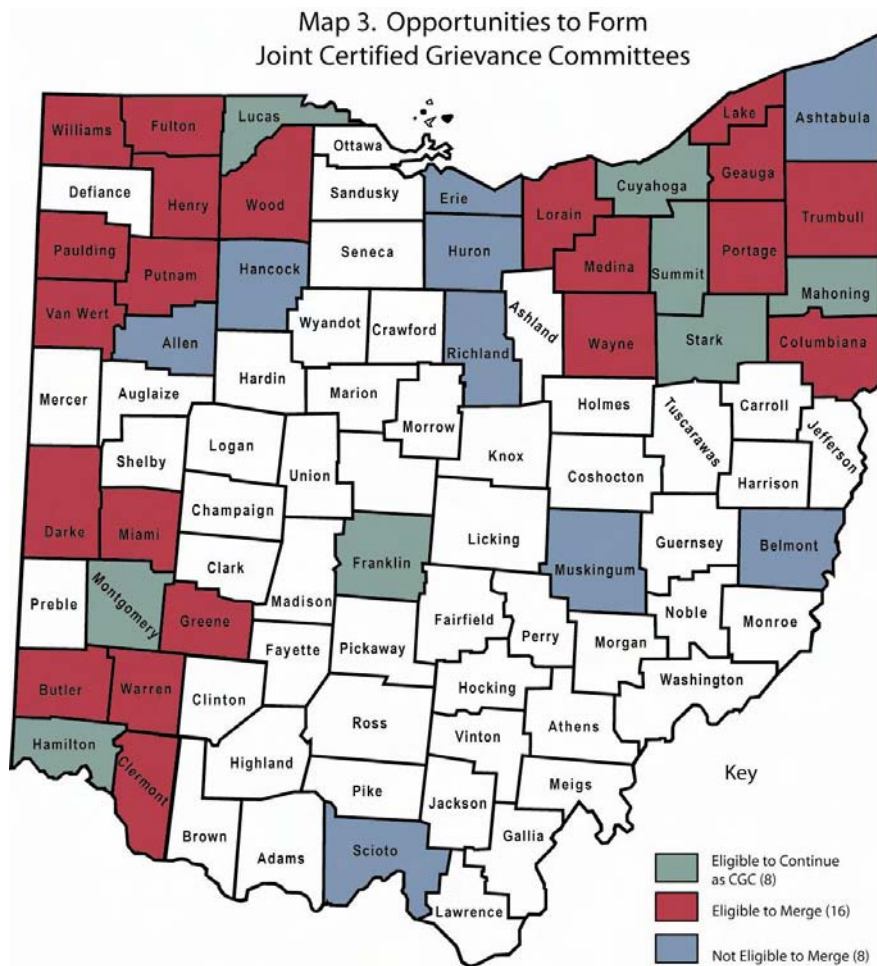 Map 3. Opportunities to Form
Joint Certified Grievance Committees
Williams
Fulton
Lucas
Ottawa
Lake
Ashtabula
Defiance
Henry
Wood
Sandusky
Erie
Lorain
Cuyahoga
Geauga
Trumbull
Paulding
Putnam
Hancock
Seneca
Huron
Medina
Summit
Portage
Mahoning
Van Wert
Allen
Wyandot
Crawford
Richland
Ashland
Wayne
Stark
Columbiana
Mercer
Auglaize
Hardin
Marion
Morrow
Holmes
Tuscarawas
Carroll
Jefferson
Shelby
Logan
Union
Knox
Coshocton
Harrison
Darke
Miami
Champaign
Clark
Franklin
Licking
Muskingum
Guernsey
Belmont
Preble
Montgomery
Greene
Madison
Fairfield
Perry
Morgan
Noble
Monroe
Butler
Warren
Clinton
Fayette
Pickaway
Hocking
Washington
Hamilton
Clermont
Highland
Ross
Vinton
Athens
Meigs
Brown
Adams
Pike
Jackson
Scioto
Gallia
Lawrence
Key
Eligible to Continue
as CGC (8)
Eligible to Merge (16)
Not Eligible to Merge (8)